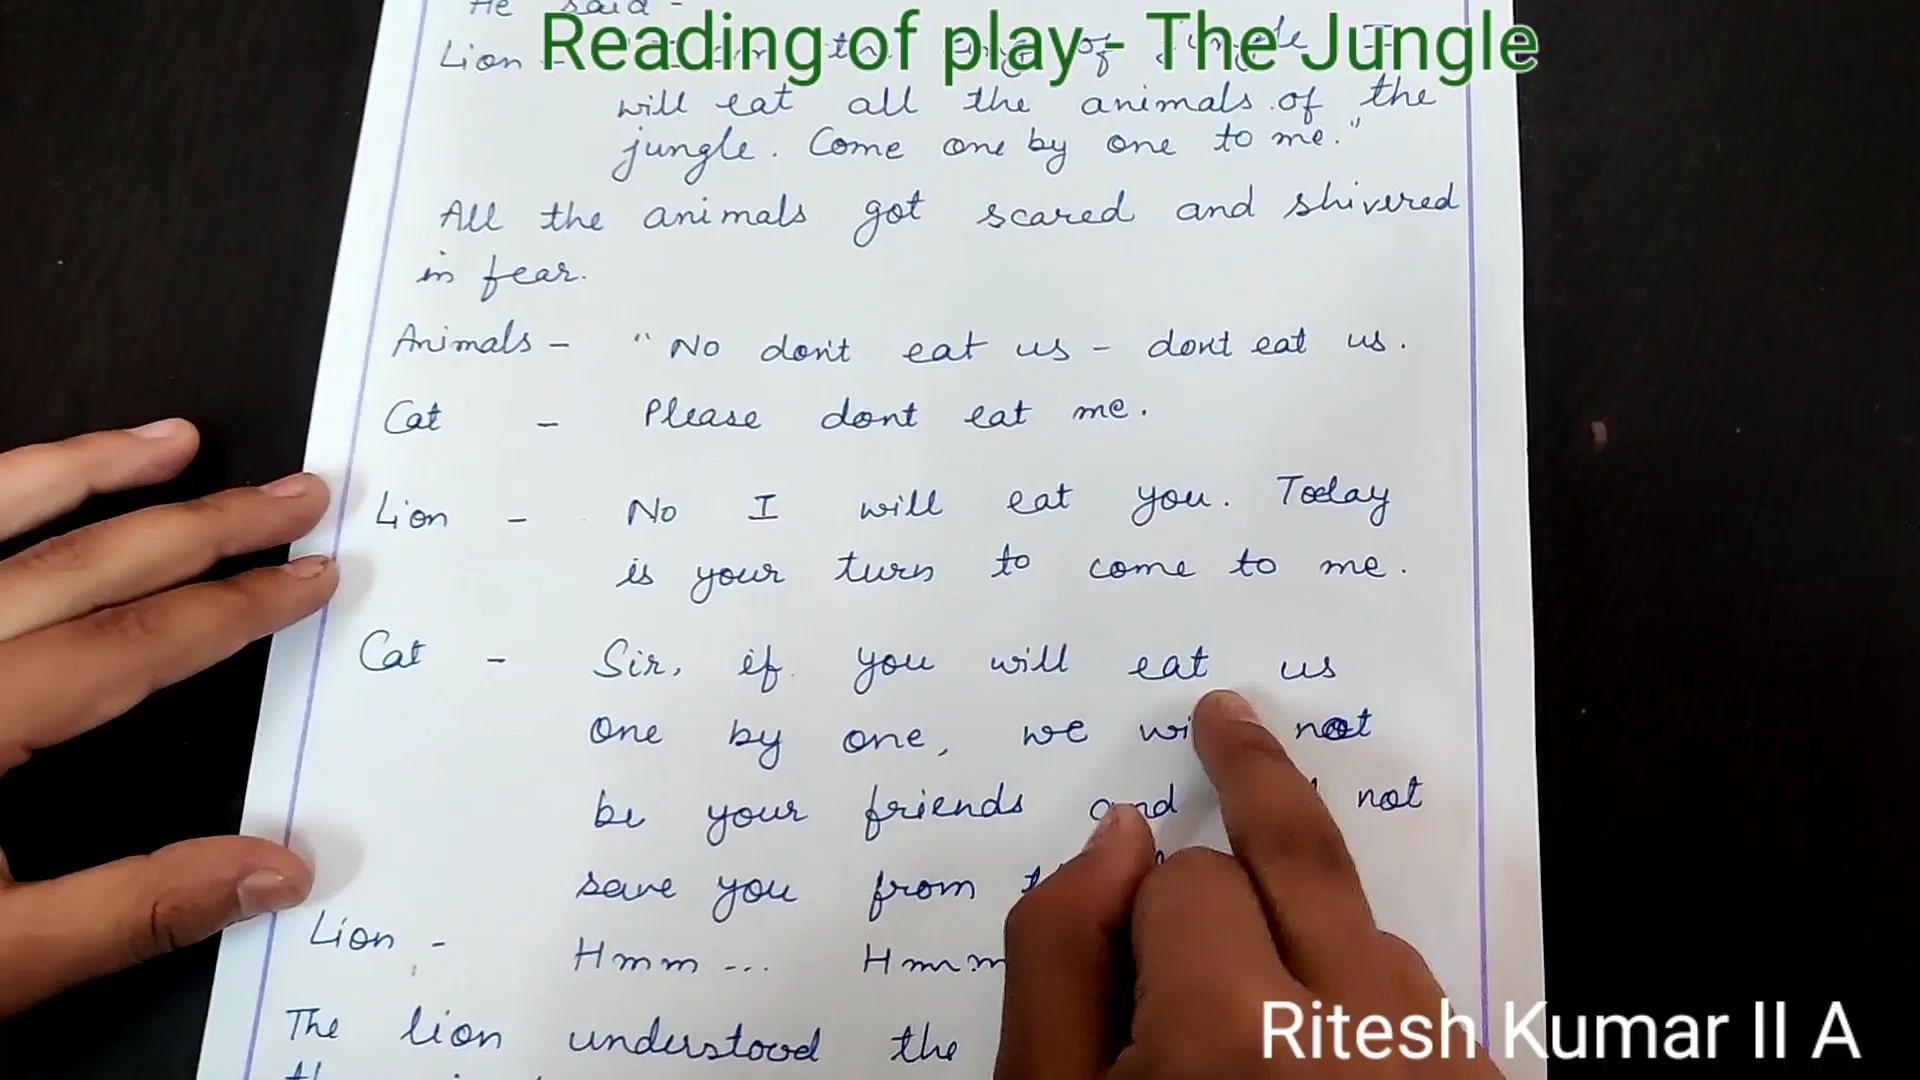 He said -
Reading of play- The Jungle
Lion -
will eat all the animals of the
jungle. Come one by one to me."
All the animals got scared and shivered
in fear.
Animals - " No don't eat us - dont eat us.
Cat - Please dont eat me.
Lion - No I will eat you. Today
is your turn to come to me.
Cat - Sir, if you will eat us
one by one, we not
be your friends and not
save you from
Lion - Hmm ... Hmm
The lion understood the
Ritesh Kumar II A